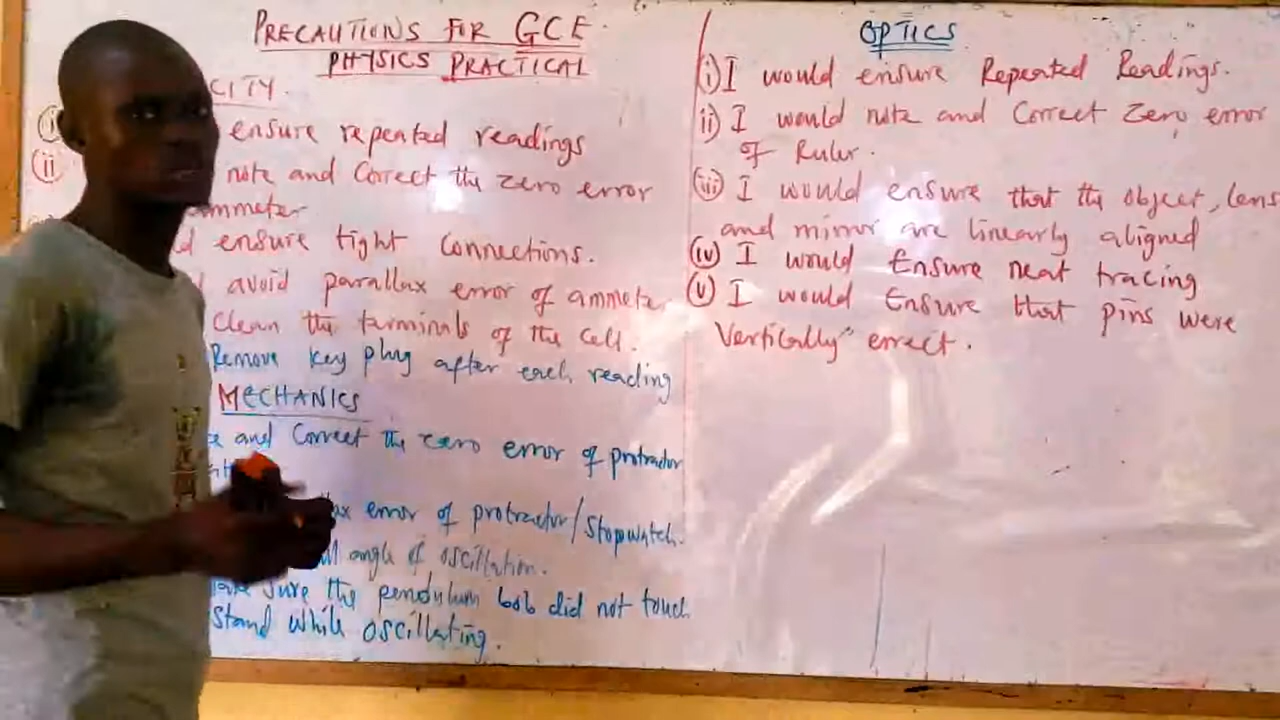 PRECAUTIONS FOR GCE
PHYSICS PRACTICAL
CITY.
(i) ensure repeated readings
(ii) note and Correct the zero error
ammeter
d ensure tight connections.
avoid parallax error of ammeter
Clean the terminals of the Cell.
Remove key plug after each reading
MECHANICS
and Correct the zero error of protractor
error of protractor/Stopwatch.
angle of oscillation.
sure the pendulum bob did not touch
Stand while oscillating.
OPTICS
(i) I would ensure Repeated Readings.
ii) I would note and Correct Zero error
of Ruler.
(iii) I would ensure that the object, lens
and mirror are linearly aligned
(iv) I would Ensure neat tracing
(v) I would Ensure that pins were
Vertically" errect.